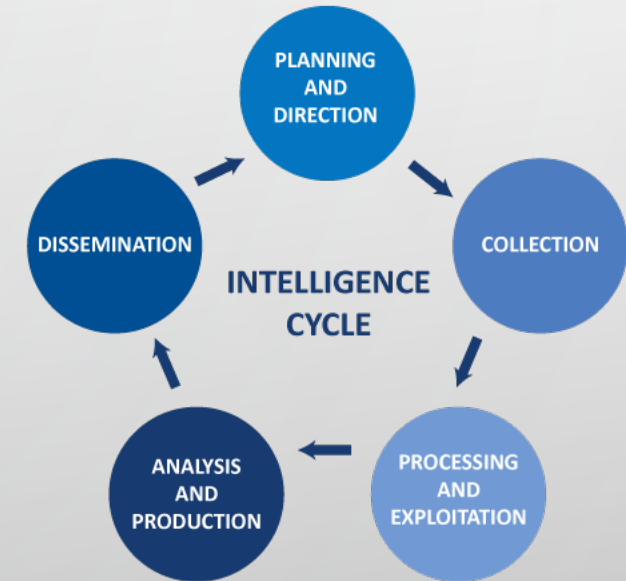 PLANNING
AND
DIRECTION
COLLECTION
PROCESSING
AND
EXPLOITATION
ANALYSIS
AND
PRODUCTION
DISSEMINATION
INTELLIGENCE
CYCLE